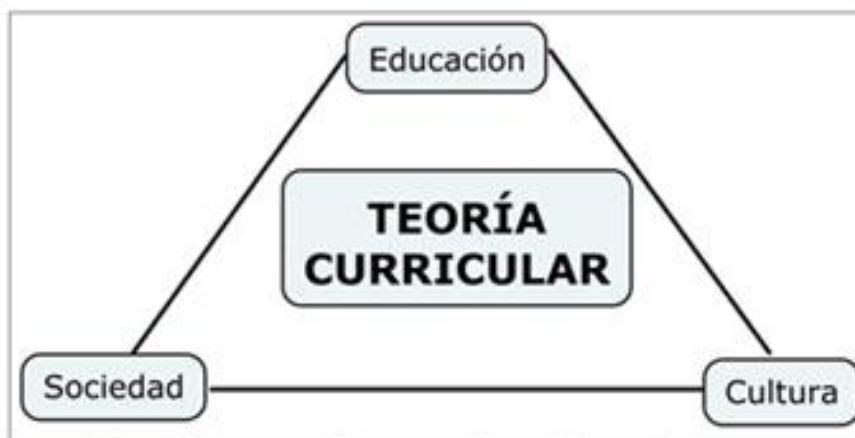 Educación
TEORÍA
CURRICULAR
Sociedad
Cultura